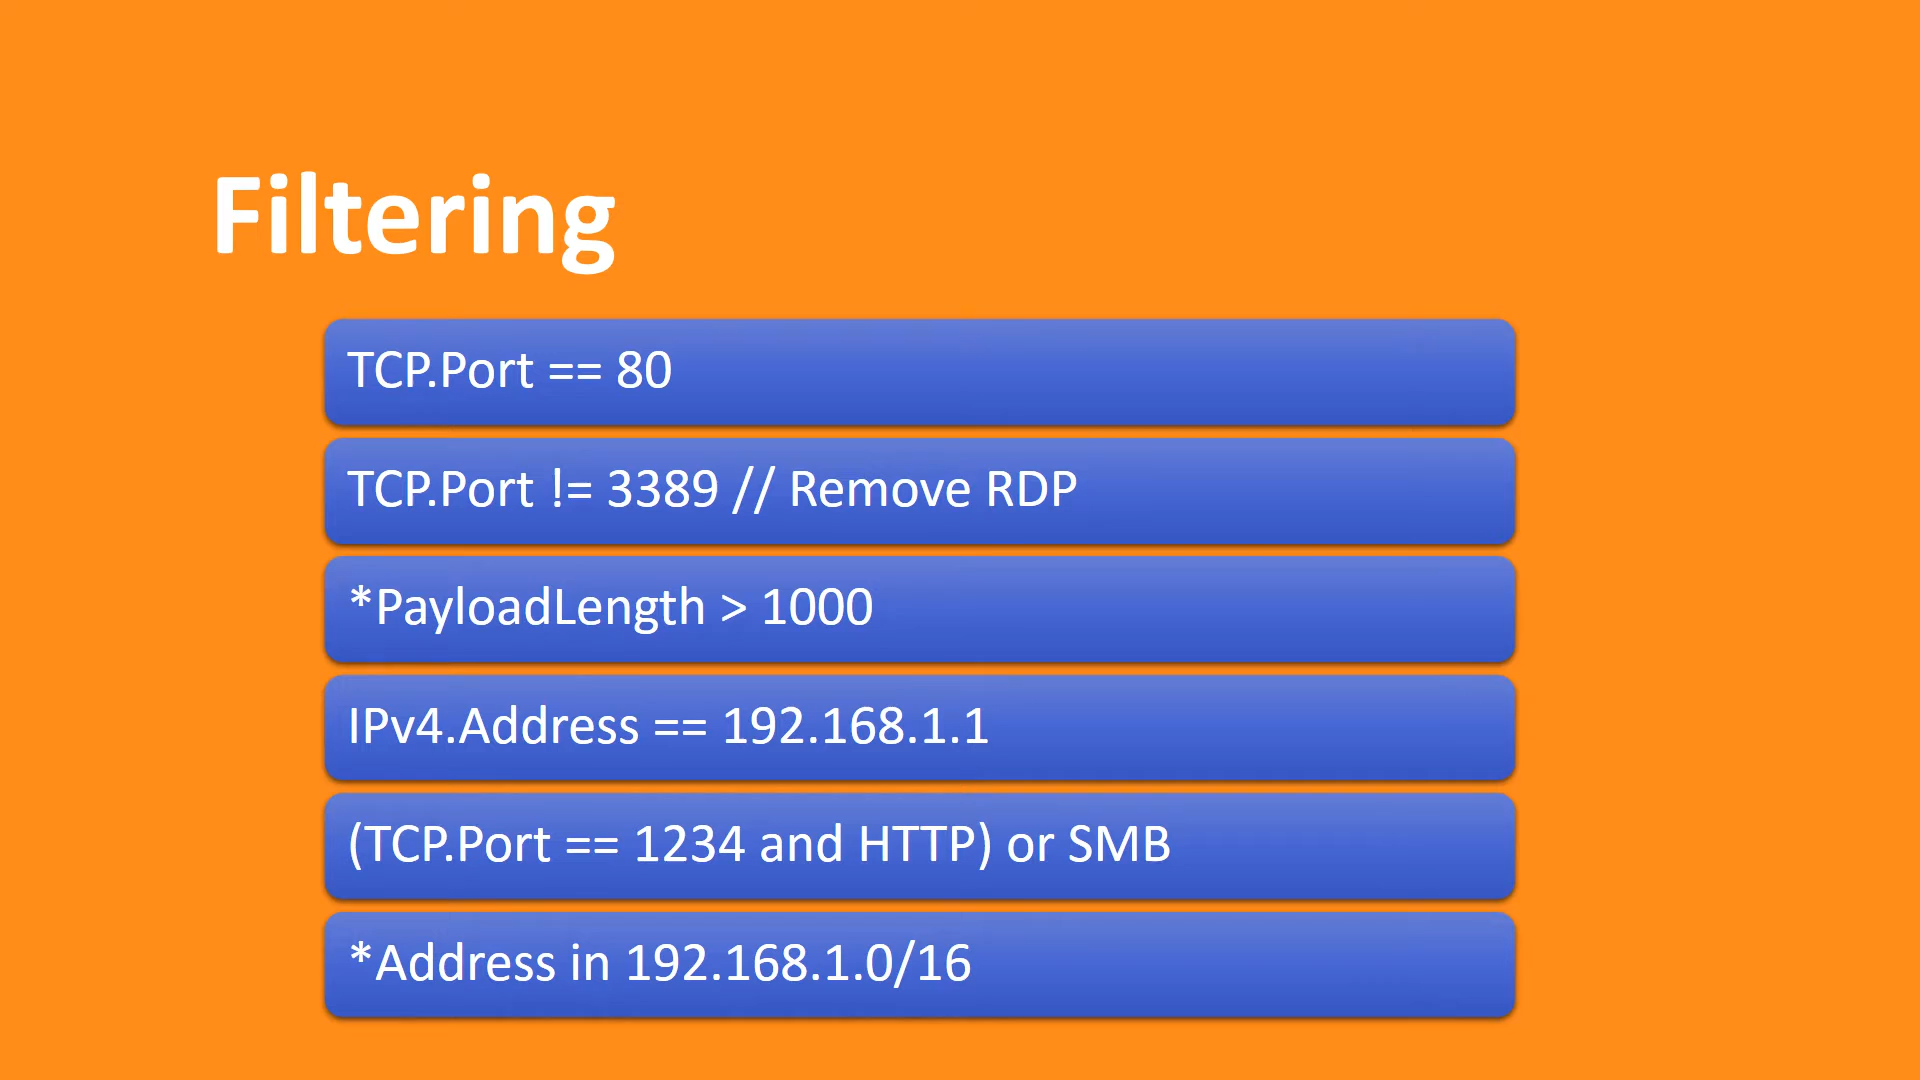 Filtering
TCP.Port == 80
TCP.Port != 3389 // Remove RDP
*PayloadLength > 1000
IPv4.Address == 192.168.1.1
(TCP.Port == 1234 and HTTP) or SMB
*Address in 192.168.1.0/16